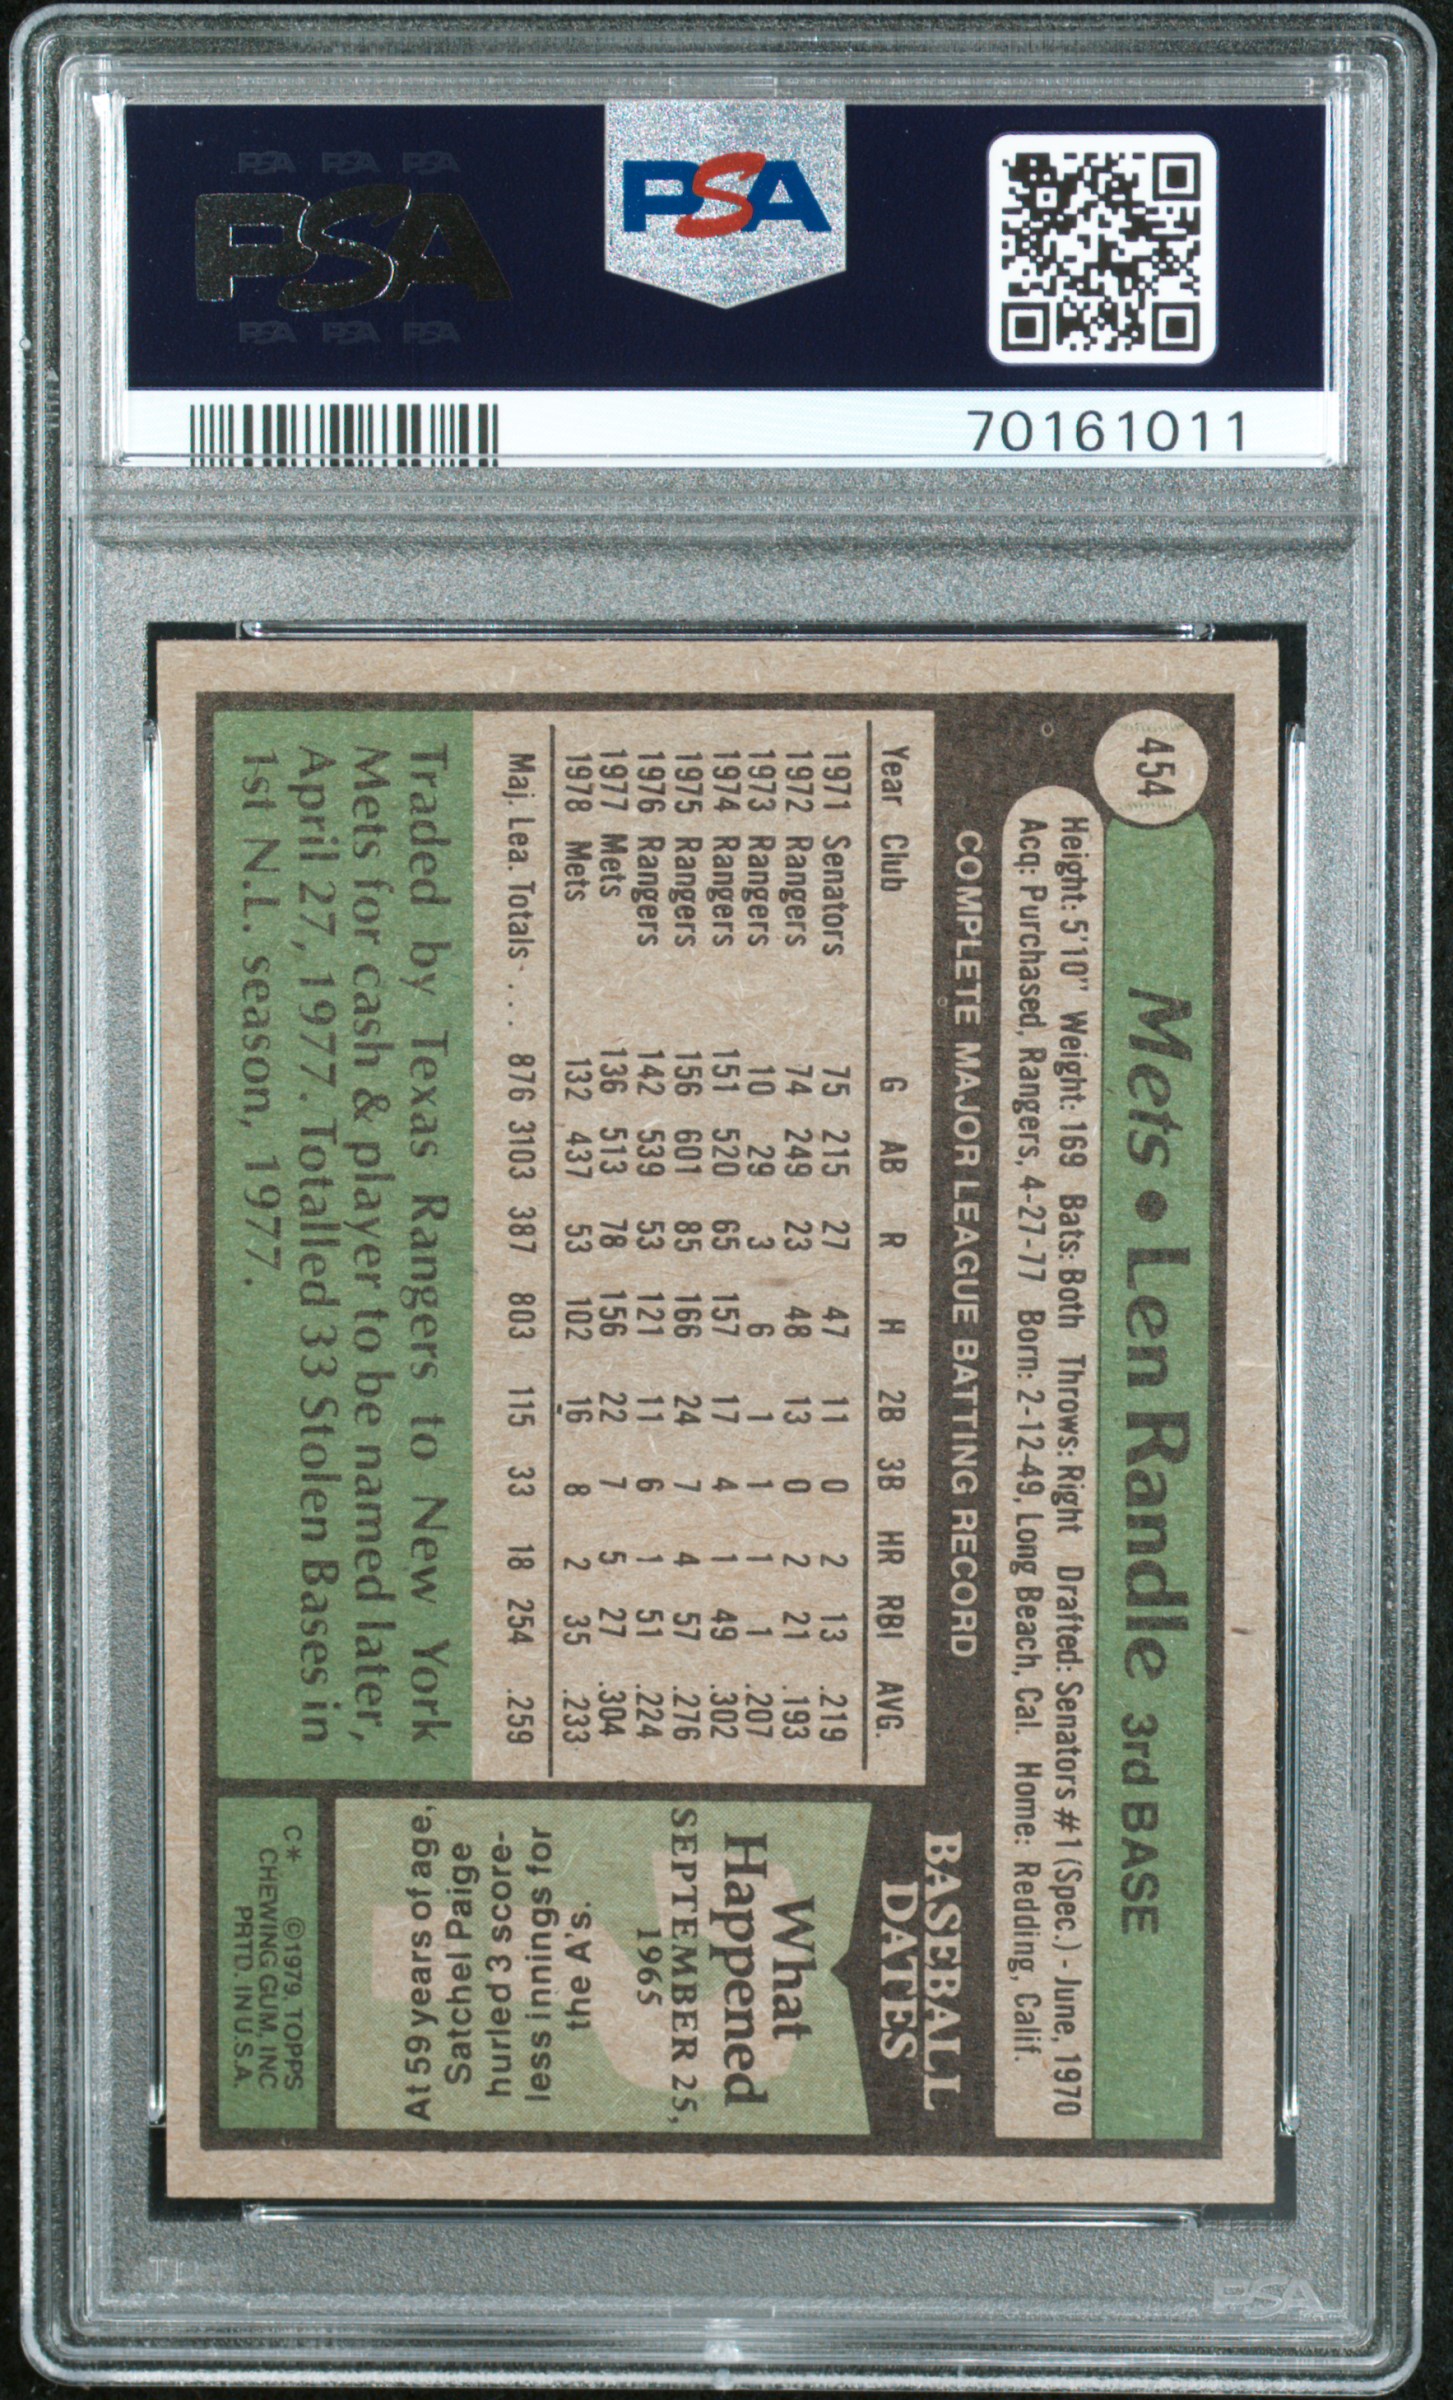 PSA PSA PSA
PSA
PSA PSA PSA
PSA
70161011
454
Mets • Len Randle 3rd BASE
Height: 5'10" Weight: 169 Bats: Both Throws: Right Drafted: Senators #1 (Spec.) - June, 1970
Acq: Purchased, Rangers, 4-27-77 Born: 2-12-49, Long Beach, Cal. Home: Redding, Calif.
COMPLETE MAJOR LEAGUE BATTING RECORD
Year Club G AB R H 2B 3B HR RBI AVG.
1971 Senators 75 215 27 47 11 0 2 13 .219
1972 Rangers 74 249 23 48 13 0 2 21 .193
1973 Rangers 10 29 3 6 1 1 1 1 .207
1974 Rangers 151 520 65 157 17 4 1 49 .302
1975 Rangers 156 601 85 166 24 7 4 57 .276
1976 Rangers 142 539 53 121 11 6 1 51 .224
1977 Mets 136 513 78 156 22 7 5 27 .304
1978 Mets 132 437 53 102 16 8 2 35 .233
Maj. Lea. Totals . . . 876 3103 387 803 115 33 18 254 .259
Traded by Texas Rangers to New York
Mets for cash & player to be named later,
April 27, 1977. Totalled 33 Stolen Bases in
1st N.L. season, 1977.
BASEBALL
DATES
What
Happened
SEPTEMBER 25,
1965
At 59 years of age,
Satchel Paige
hurled 3 score-
less innings for
the A's.
C* ©1979, TOPPS
CHEWING GUM, INC
PRTD. IN U.S.A.
PSA